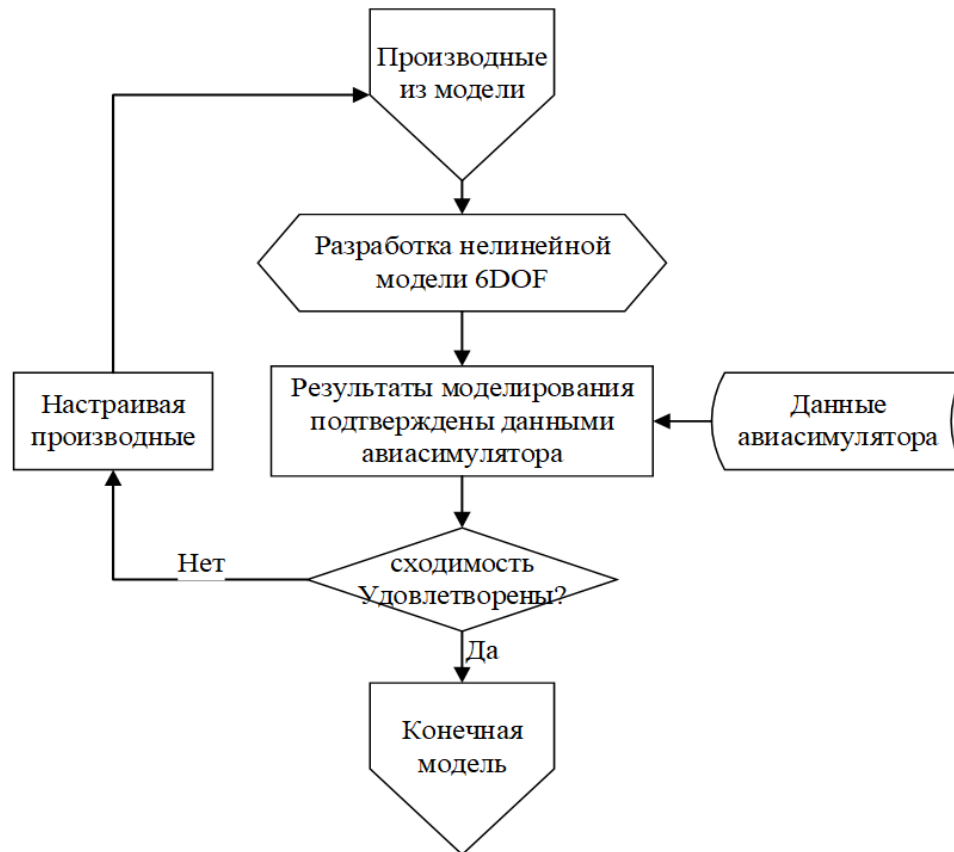 Производные
из модели
Разработка нелинейной
модели 6DOF
Результаты моделирования
подтверждены данными
авиасимулятора
Данные
авиасимулятора
Настраивая
производные
Нет
сходимость
Удовлетворены?
Да
Конечная
модель